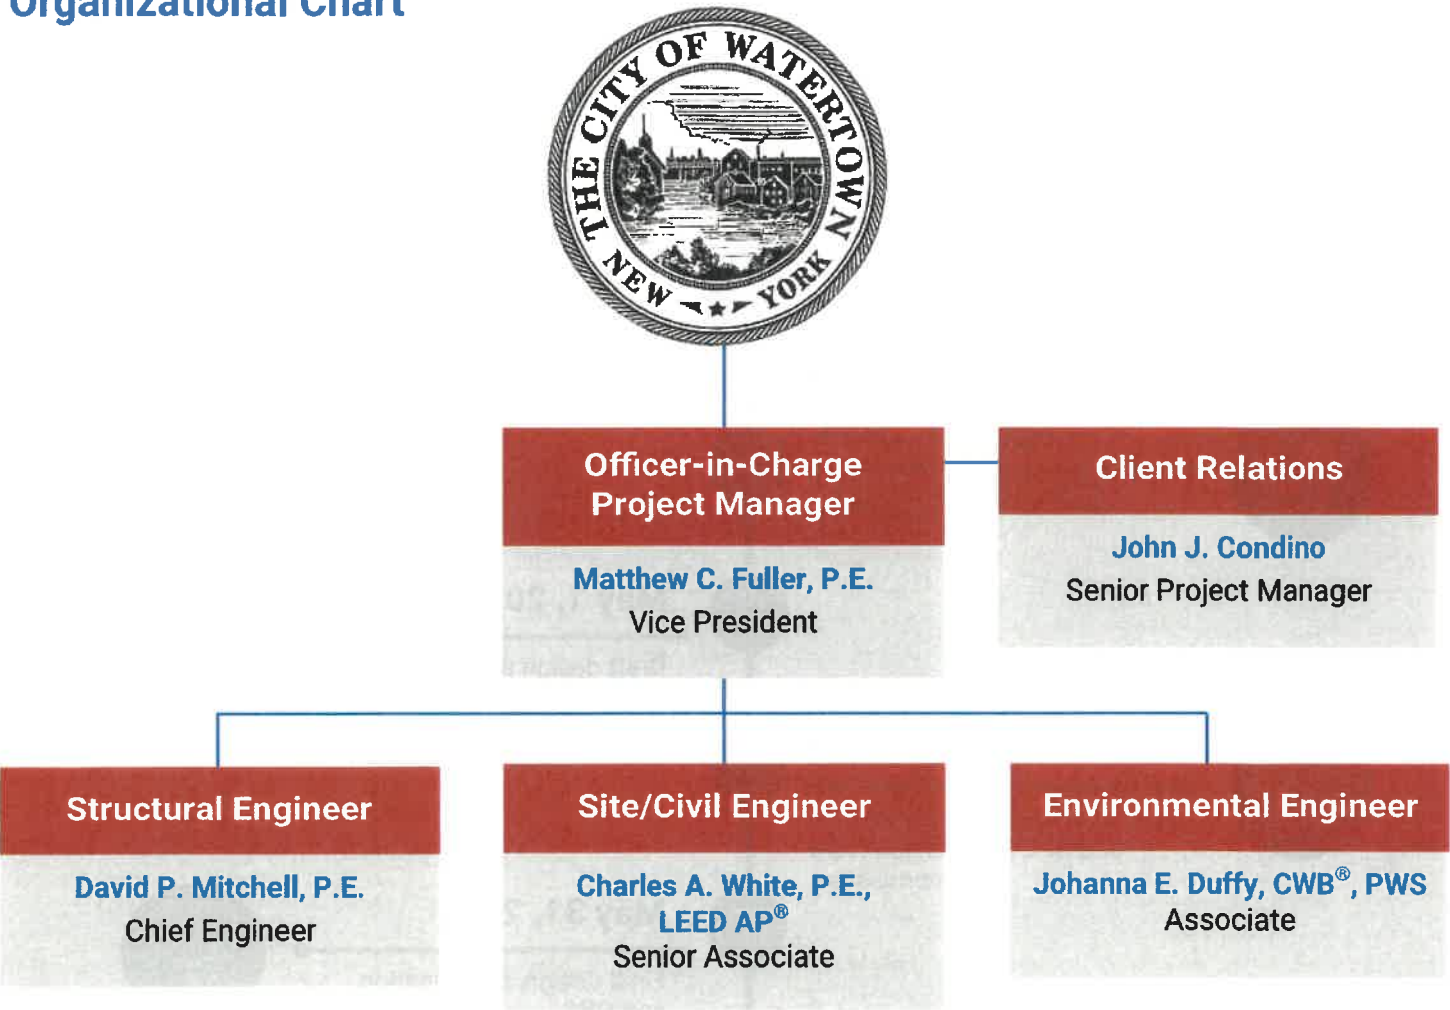 Organizational Chart
THE CITY OF WATERTOWN
NEW YORK
Officer-in-Charge
Project Manager
Matthew C. Fuller, P.E.
Vice President
Client Relations
John J. Condino
Senior Project Manager
Structural Engineer
David P. Mitchell, P.E.
Chief Engineer
Site/Civil Engineer
Charles A. White, P.E.,
LEED AP®
Senior Associate
Environmental Engineer
Johanna E. Duffy, CWB®, PWS
Associate